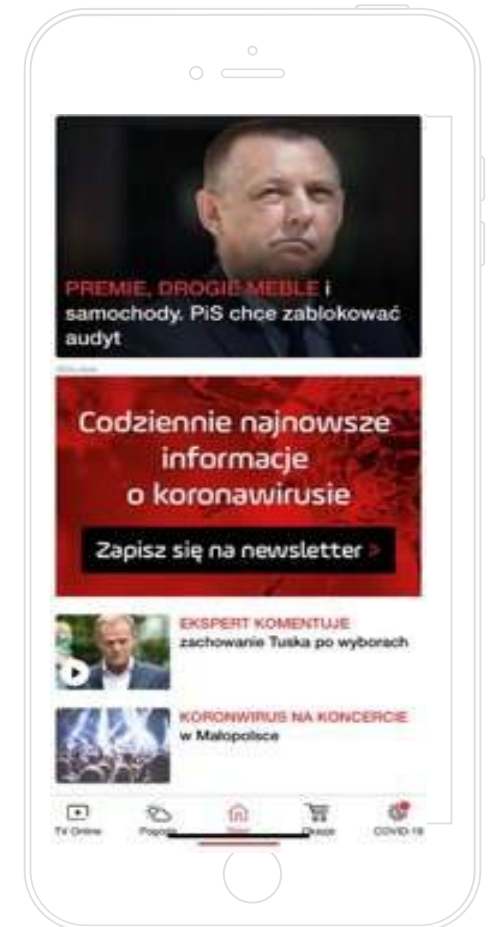 PREMIE, DROGIE MEBLE i
samochody. PiS chce zablokować
audyt
Codziennie najnowsze
informacje
o koronawirusie
Zapisz się na newsletter >
EKSPERT KOMENTUJE
zachowanie Tuska po wyborach
KORONWIRUS NA KONCERCIE
w Małopolsce
TV Online
COVID-19